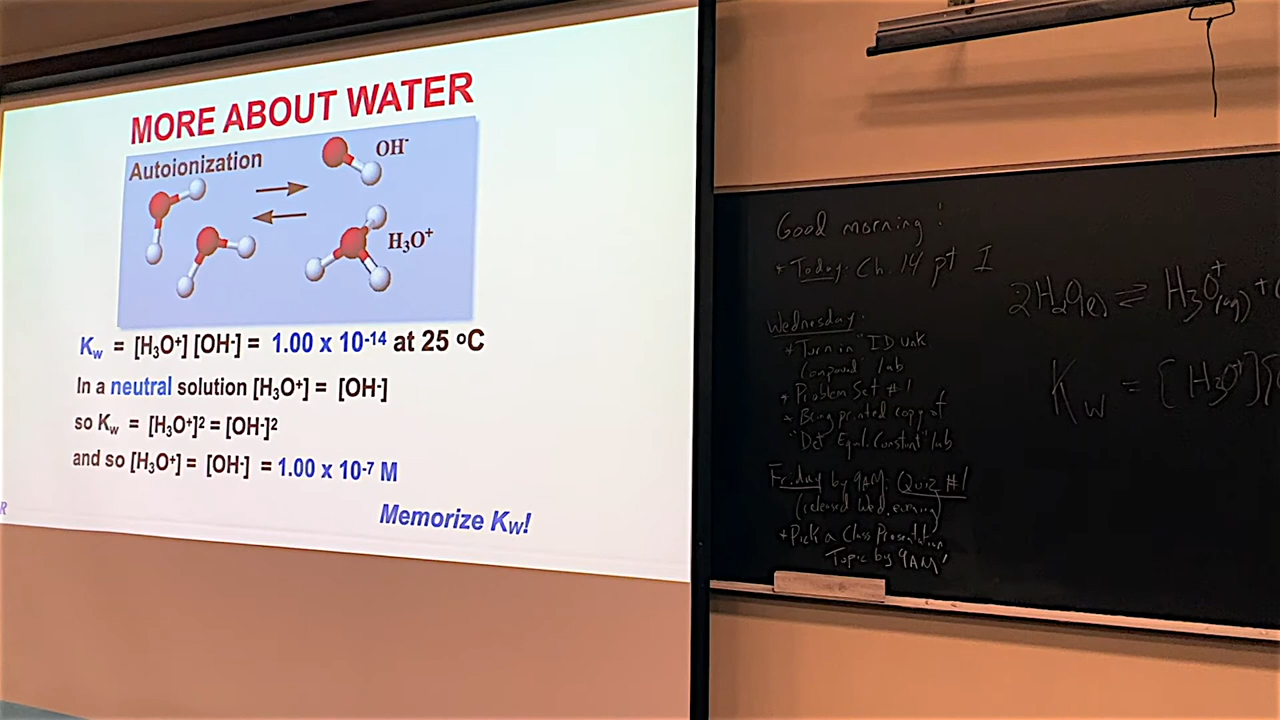 MORE ABOUT WATER
Autoionization
OH⁻
H₃O⁺
Kw = [H₃O⁺] [OH-] = 1.00 x 10⁻¹⁴ at 25 ºC
In a neutral solution [H₃O⁺] = [OH-]
so Kw = [H₃O⁺]² = [OH-]²
and so [H₃O⁺] = [OH-] = 1.00 x 10⁻⁷ M
Memorize Kw!
R
Good morning!
* Today: Ch. 14 pt I
Wednesday:
* Turn in "ID Unk
Compound" lab
* Problem Set #1
* Bring printed copy of
"Det Equil. Constant" lab
Friday by 9AM: Quiz #1
(released Wed. evening)
* Pick a Class Presentation
Topic by 9AM!
2H₂O(l) ⇌ H₃O⁺(aq) +
Kw = [H₃O⁺][